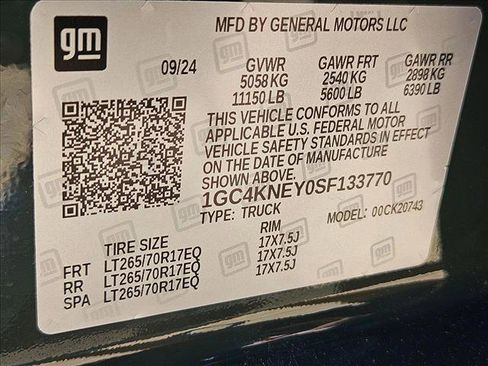 gm
MFD BY GENERAL MOTORS LLC
09/24 GVWR GAWR FRT GAWR RR
5058 KG 2540 KG 2898 KG
11150 LB 5600 LB 6390 LB
THIS VEHICLE CONFORMS TO ALL
APPLICABLE U.S. FEDERAL MOTOR
VEHICLE SAFETY STANDARDS IN EFFECT
ON THE DATE OF MANUFACTURE
SHOWN ABOVE.
1GC4KNEY0SF133770
TYPE: TRUCK MODEL: 00CK20743
TIRE SIZE RIM
FRT LT265/70R17EQ 17X7.5J
RR LT265/70R17EQ 17X7.5J
SPA LT265/70R17EQ 17X7.5J